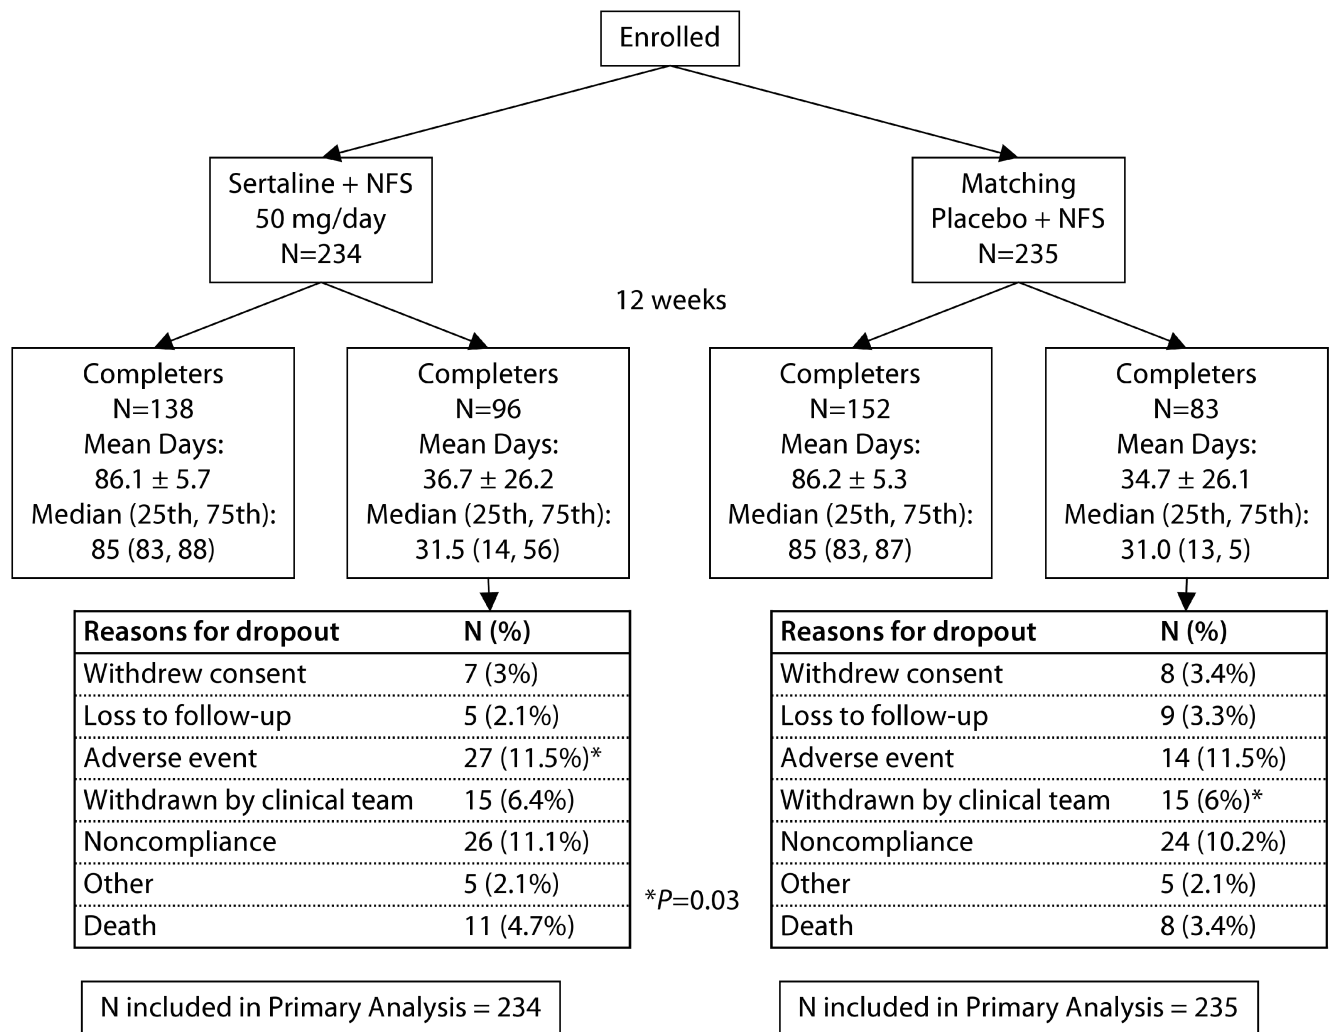 Enrolled
Sertaline + NFS
50 mg/day
N=234
Matching
Placebo + NFS
N=235
12 weeks
Completers
N=138
Mean Days:
86.1 ± 5.7
Median (25th, 75th):
85 (83, 88)
Completers
N=96
Mean Days:
36.7 ± 26.2
Median (25th, 75th):
31.5 (14, 56)
Completers
N=152
Mean Days:
86.2 ± 5.3
Median (25th, 75th):
85 (83, 87)
Completers
N=83
Mean Days:
34.7 ± 26.1
Median (25th, 75th):
31.0 (13, 5)
Reasons for dropout N (%)
Withdrew consent 7 (3%)
Loss to follow-up 5 (2.1%)
Adverse event 27 (11.5%)*
Withdrawn by clinical team 15 (6.4%)
Noncompliance 26 (11.1%)
Other 5 (2.1%)
Death 11 (4.7%)
*P=0.03
Reasons for dropout N (%)
Withdrew consent 8 (3.4%)
Loss to follow-up 9 (3.3%)
Adverse event 14 (11.5%)
Withdrawn by clinical team 15 (6%)*
Noncompliance 24 (10.2%)
Other 5 (2.1%)
Death 8 (3.4%)
N included in Primary Analysis = 234
N included in Primary Analysis = 235